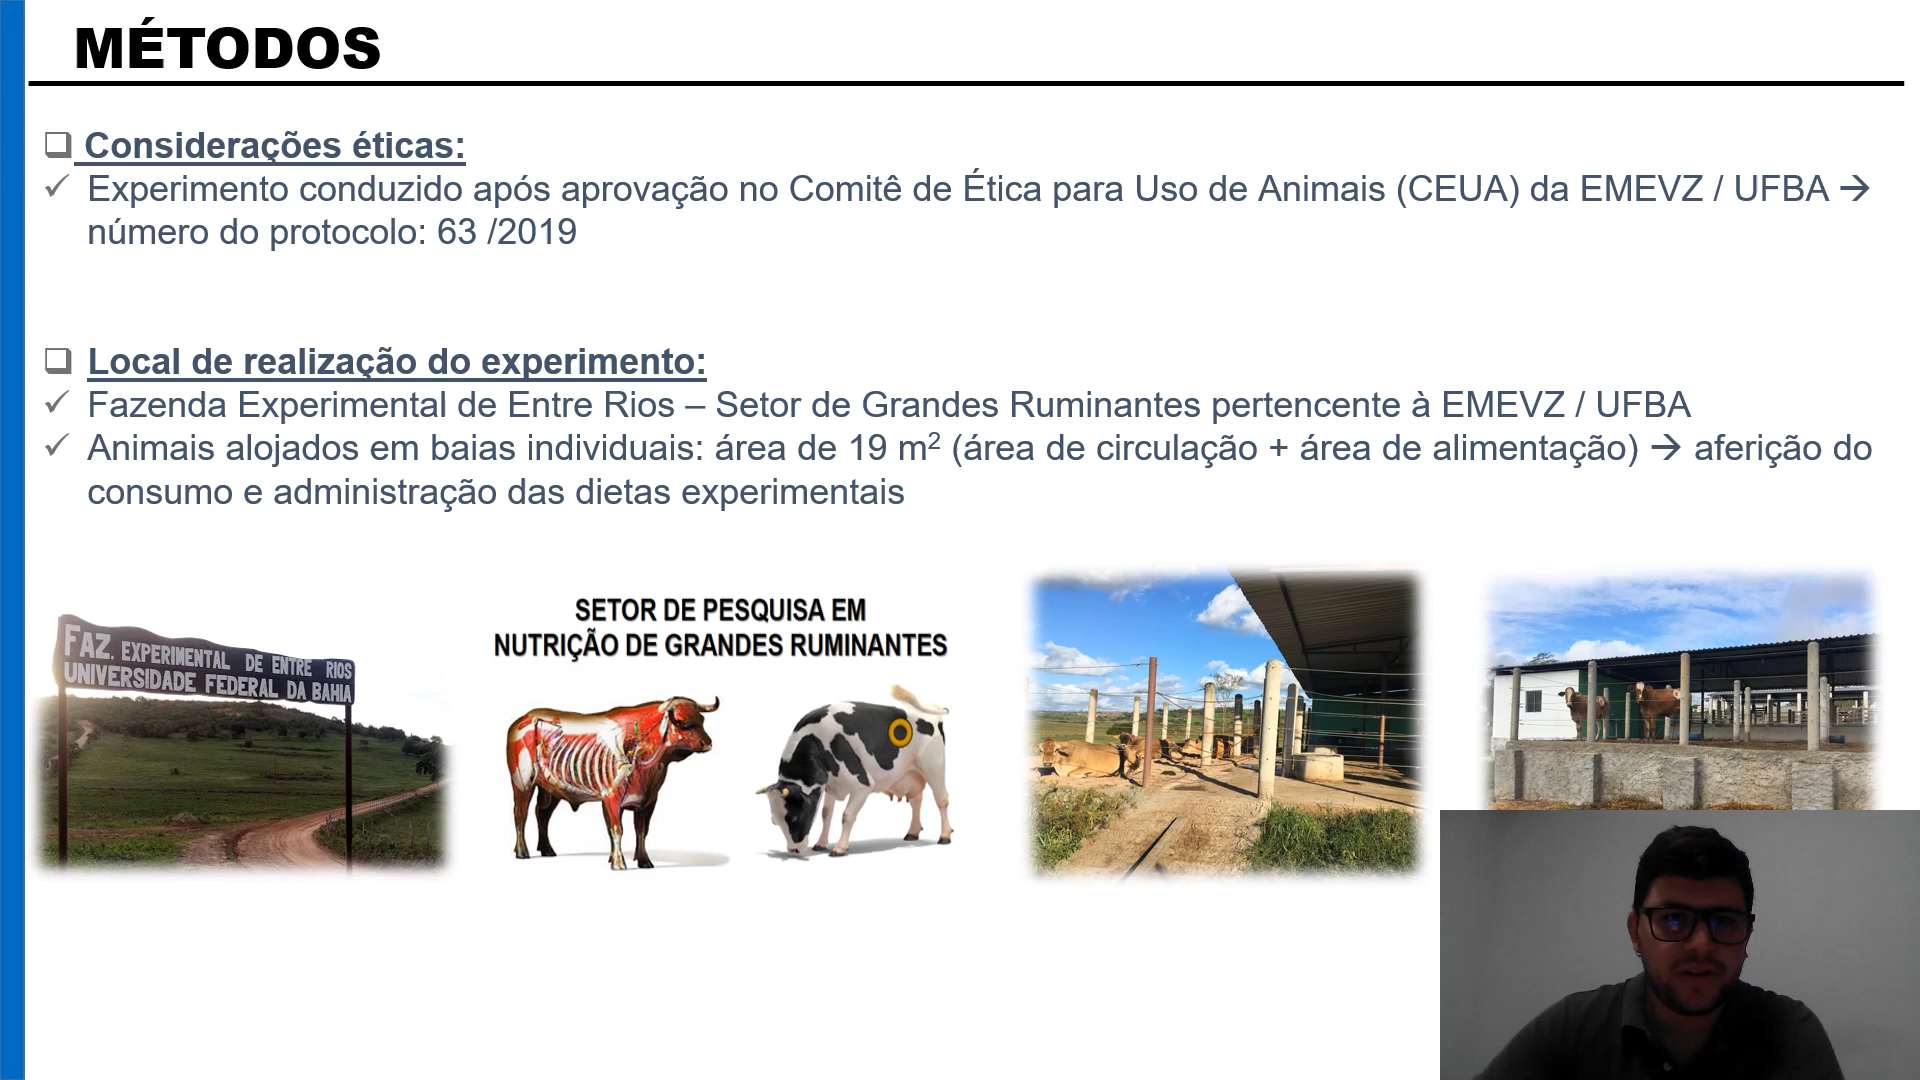 MÉTODOS
Considerações éticas:
Experimento conduzido após aprovação no Comitê de Ética para Uso de Animais (CEUA) da EMEVZ / UFBA →
número do protocolo: 63 /2019
Local de realização do experimento:
Fazenda Experimental de Entre Rios – Setor de Grandes Ruminantes pertencente à EMEVZ / UFBA
Animais alojados em baias individuais: área de 19 m² (área de circulação + área de alimentação) → aferição do
consumo e administração das dietas experimentais
FAZ. EXPERIMENTAL DE ENTRE RIOS
UNIVERSIDADE FEDERAL DA BAHIA
SETOR DE PESQUISA EM
NUTRIÇÃO DE GRANDES RUMINANTES